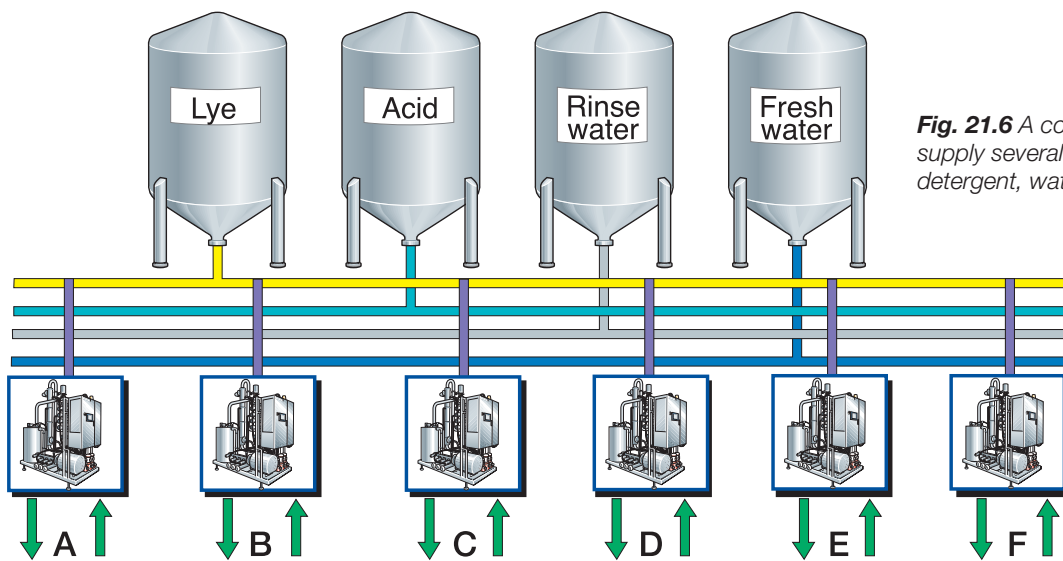 Lye
Acid
Rinse
water
Fresh
water
Fig. 21.6 A co
supply several
detergent, wat
A
B
C
D
E
F